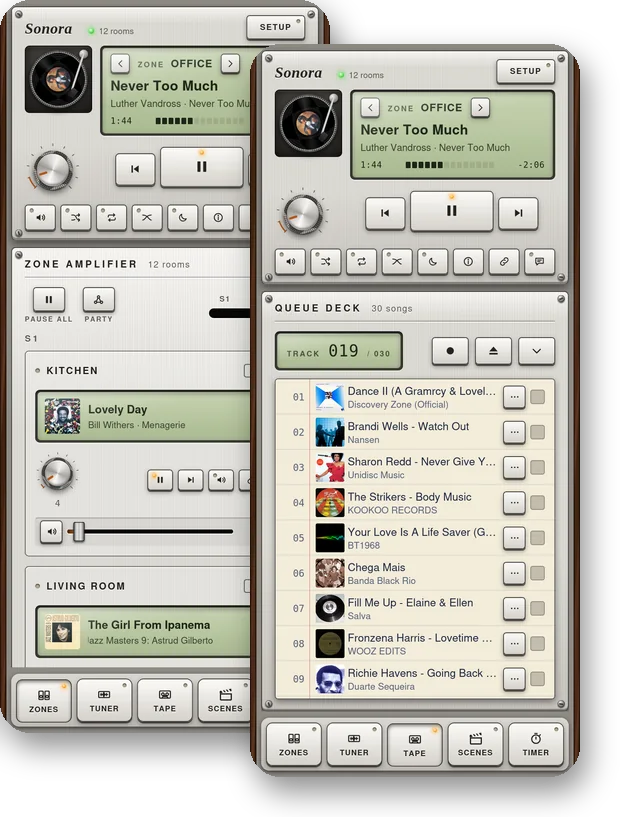 Sonora
12 rooms
SETUP
ZONE OFFICE
Never Too Much
Luther Vandross · Never Too Mu
1:44
ZONE AMPLIFIER 12 rooms
PAUSE ALL
PARTY
S1
S1
KITCHEN
Lovely Day
Bill Withers · Menagerie
4
LIVING ROOM
The Girl From Ipanema
azz Masters 9: Astrud Gilberto
ZONES
TUNER
TAPE
SCENES
Sonora
12 rooms
SETUP
ZONE OFFICE
Never Too Much
Luther Vandross · Never Too Much
1:44
-2:06
QUEUE DECK 30 songs
TRACK 019 / 030
01
Dance II (A Gramrcy & Lovel...
Discovery Zone (Official)
02
Brandi Wells - Watch Out
Nansen
03
Sharon Redd - Never Give Y...
Unidisc Music
04
The Strikers - Body Music
KOOKOO RECORDS
05
Your Love Is A Life Saver (G...
BT1968
06
Chega Mais
Banda Black Rio
07
Fill Me Up - Elaine & Ellen
Salva
08
Fronzena Harris - Lovetime ...
WOOZ EDITS
09
Richie Havens - Going Back ...
Duarte Sequeira
ZONES
TUNER
TAPE
SCENES
TIMER